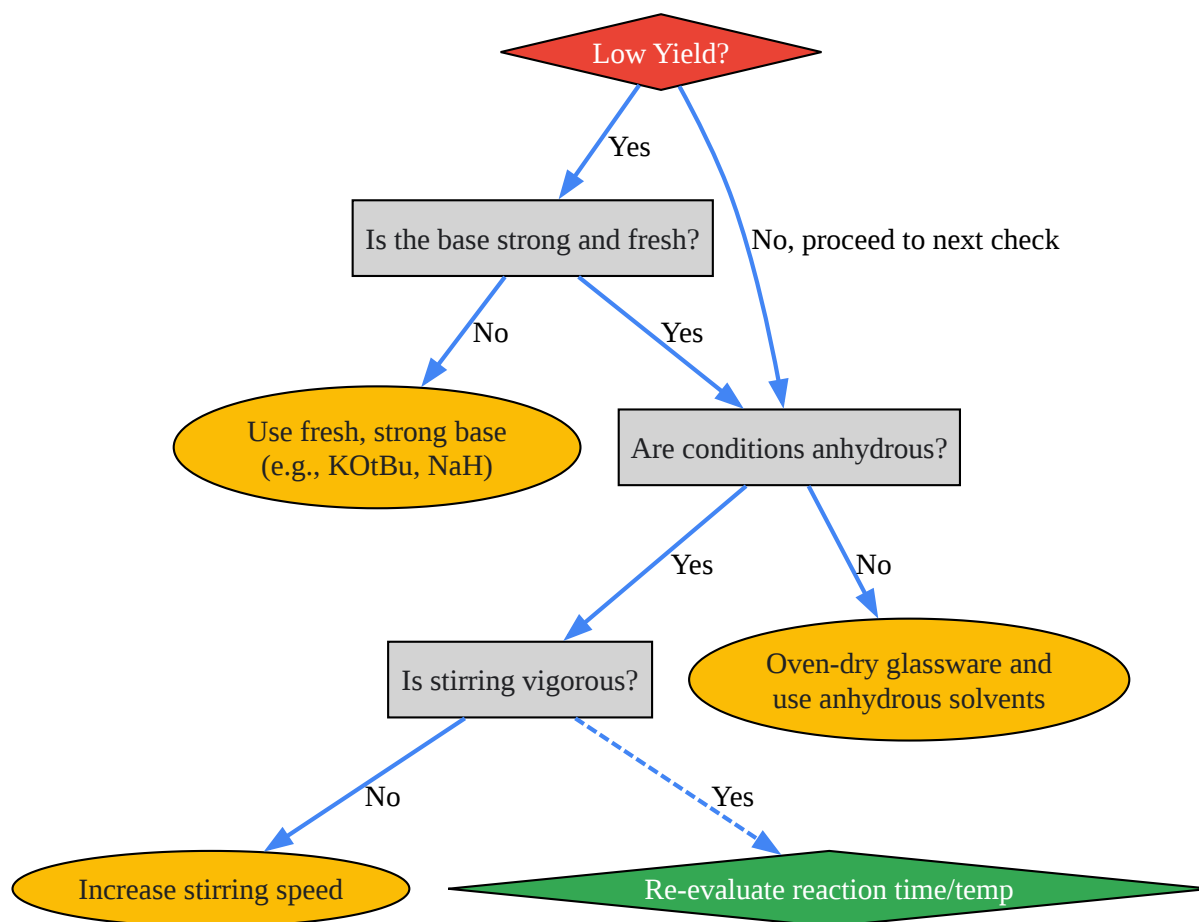 Low Yield?
Yes
Is the base strong and fresh?
No, proceed to next check
No
Yes
Use fresh, strong base
(e.g., KOtBu, NaH)
Are conditions anhydrous?
Yes
No
Is stirring vigorous?
Oven-dry glassware and
use anhydrous solvents
No
Yes
Increase stirring speed
Re-evaluate reaction time/temp